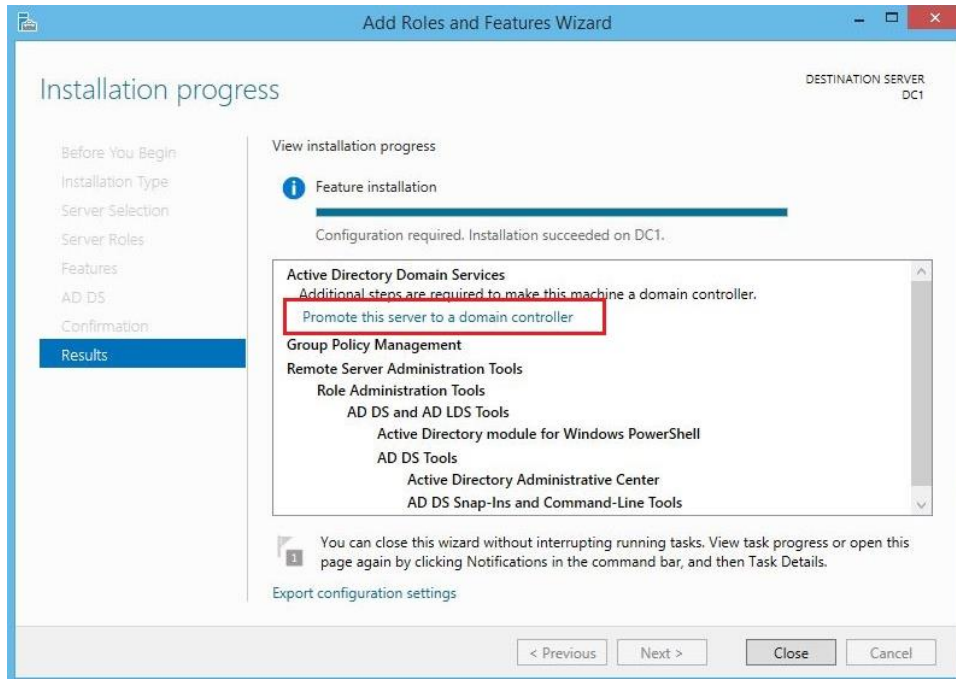 Add Roles and Features Wizard
Installation progress
DESTINATION SERVER
DC1
Before You Begin
Installation Type
Server Selection
Server Roles
Features
AD DS
Confirmation
Results
View installation progress
Feature installation
Configuration required. Installation succeeded on DC1.
Active Directory Domain Services
Additional steps are required to make this machine a domain controller.
Promote this server to a domain controller
Group Policy Management
Remote Server Administration Tools
Role Administration Tools
AD DS and AD LDS Tools
Active Directory module for Windows PowerShell
AD DS Tools
Active Directory Administrative Center
AD DS Snap-Ins and Command-Line Tools
1
You can close this wizard without interrupting running tasks. View task progress or open this
page again by clicking Notifications in the command bar, and then Task Details.
Export configuration settings
< Previous
Next >
Close
Cancel